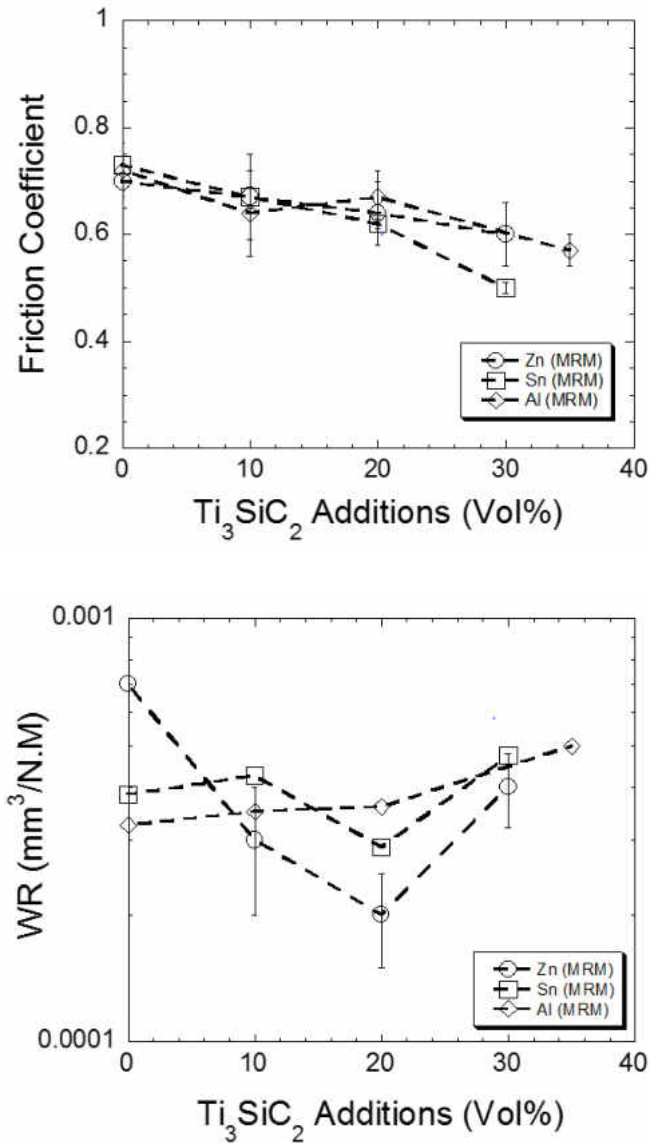 1
0.8
0.6
0.4
0.2
Friction Coefficient
0 10 20 30 40
Ti₃SiC₂ Additions (Vol%)
Zn (MRM)
Sn (MRM)
Al (MRM)
0.001
0.0001
WR (mm³/N.M)
0 10 20 30 40
Ti₃SiC₂ Additions (Vol%)
Zn (MRM)
Sn (MRM)
Al (MRM)